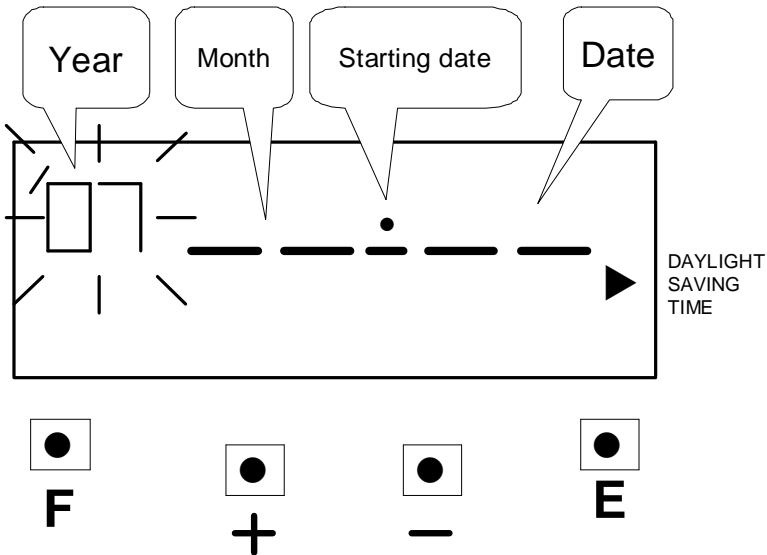 Year
Month
Starting date
Date
07
DAYLIGHT
SAVING
TIME
F
+
−
E